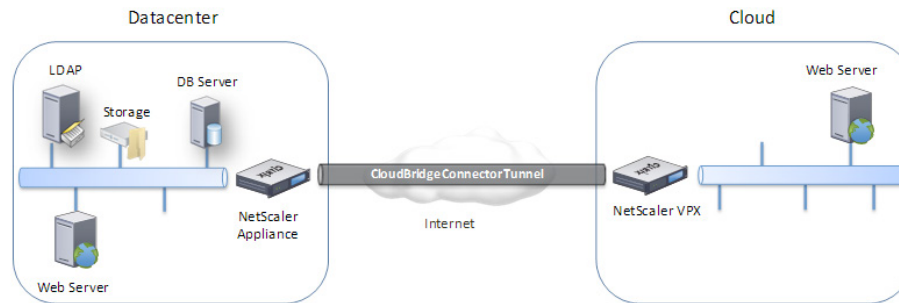 Datacenter
Cloud
LDAP
Storage
DB Server
Web Server
CloudBridgeConnectorTunnel
Internet
NetScaler
Appliance
NetScaler VPX
Web Server